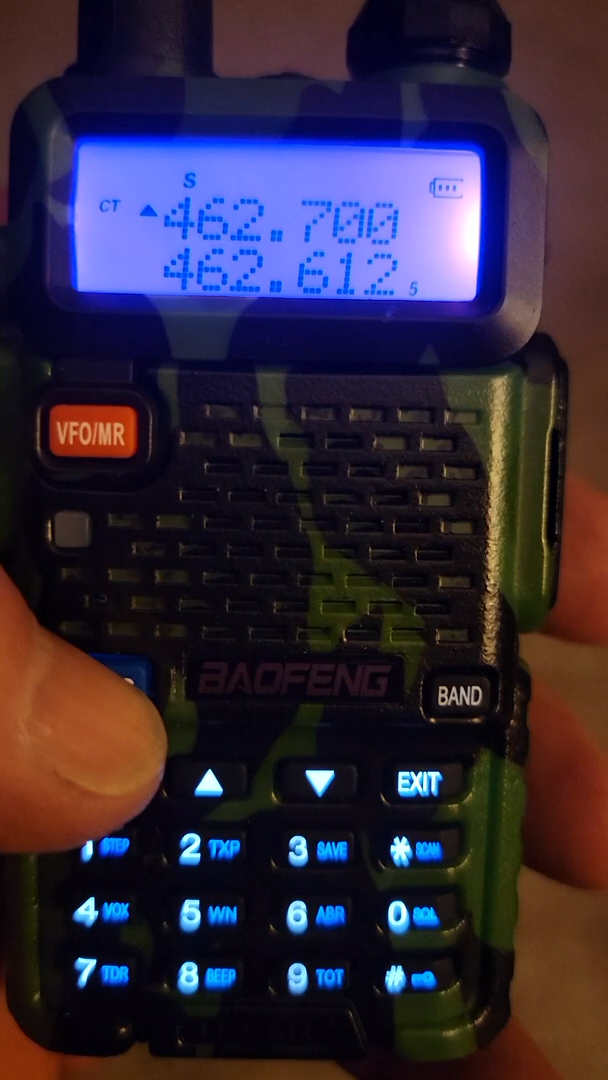 S
CT ▲462.700
462.612 5
VFO/MR
BAOFENG
BAND
▲ ▼ EXIT
1 STEP 2 TXP 3 SAVE * SCAN
4 VOX 5 WN 6 ABR 0 SQL
7 TDR 8 BEEP 9 TOT #